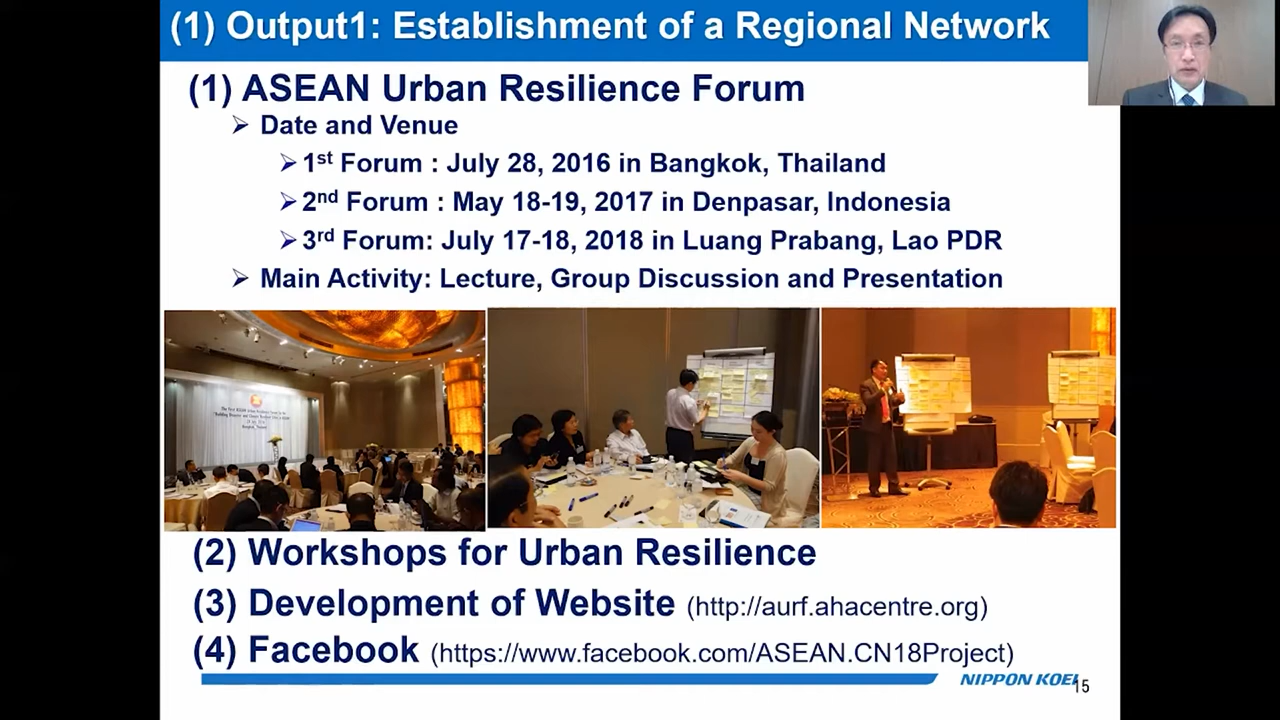 (1) Output1: Establishment of a Regional Network
(1) ASEAN Urban Resilience Forum
➢ Date and Venue
➢ 1st Forum : July 28, 2016 in Bangkok, Thailand
➢ 2nd Forum : May 18-19, 2017 in Denpasar, Indonesia
➢ 3rd Forum: July 17-18, 2018 in Luang Prabang, Lao PDR
➢ Main Activity: Lecture, Group Discussion and Presentation
(2) Workshops for Urban Resilience
(3) Development of Website (http://aurf.ahacentre.org)
(4) Facebook (https://www.facebook.com/ASEAN.CN18Project)
NIPPON KOEI
15